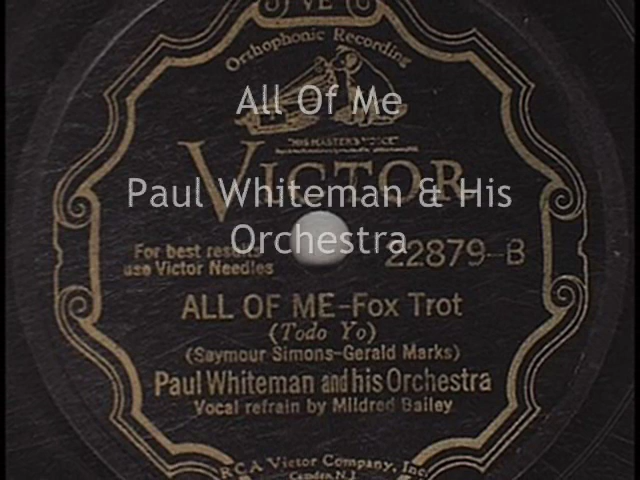 VE
Orthophonic Recording
All Of Me
"HIS MASTER'S VOICE"
VICTOR
Paul Whiteman & His
Orchestra
For best results
use Victor Needles
22879-B
ALL OF ME-Fox Trot
(Todo Yo)
(Seymour Simons-Gerald Marks)
Paul Whiteman and his Orchestra
Vocal refrain by Mildred Bailey
RCA Victor Company, Inc.
Camden, N.J.